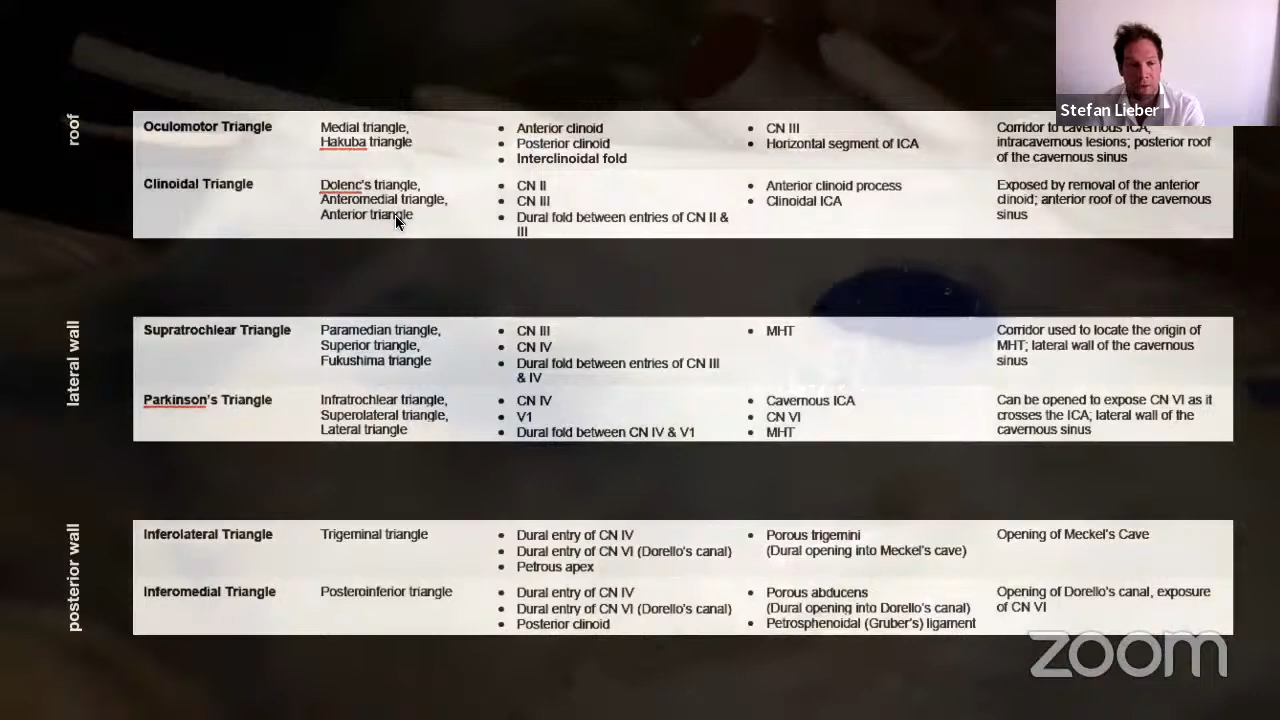 Stefan Lieber
roof
Oculomotor Triangle
Medial triangle,
Hakuba triangle
• Anterior clinoid
• Posterior clinoid
• Interclinoidal fold
• CN III
• Horizontal segment of ICA
Corridor to cavernous ICA;
intracavernous lesions; posterior roof
of the cavernous sinus
Clinoidal Triangle
Dolenc's triangle,
Anteromedial triangle,
Anterior triangle
• CN II
• CN III
• Dural fold between entries of CN II &
III
• Anterior clinoid process
• Clinoidal ICA
Exposed by removal of the anterior
clinoid; anterior roof of the cavernous
sinus
lateral wall
Supratrochlear Triangle
Paramedian triangle,
Superior triangle,
Fukushima triangle
• CN III
• CN IV
• Dural fold between entries of CN III
& IV
• MHT
Corridor used to locate the origin of
MHT; lateral wall of the cavernous
sinus
Parkinson's Triangle
Infratrochlear triangle,
Superolateral triangle,
Lateral triangle
• CN IV
• V1
• Dural fold between CN IV & V1
• Cavernous ICA
• CN VI
• MHT
Can be opened to expose CN VI as it
crosses the ICA; lateral wall of the
cavernous sinus
posterior wall
Inferolateral Triangle
Trigeminal triangle
• Dural entry of CN IV
• Dural entry of CN VI (Dorello's canal)
• Petrous apex
• Porous trigemini
(Dural opening into Meckel's cave)
Opening of Meckel's Cave
Inferomedial Triangle
Posteroinferior triangle
• Dural entry of CN IV
• Dural entry of CN VI (Dorello's canal)
• Posterior clinoid
• Porous abducens
(Dural opening into Dorello's canal)
• Petrosphenoidal (Gruber's) ligament
Opening of Dorello's canal, exposure
of CN VI
zoom